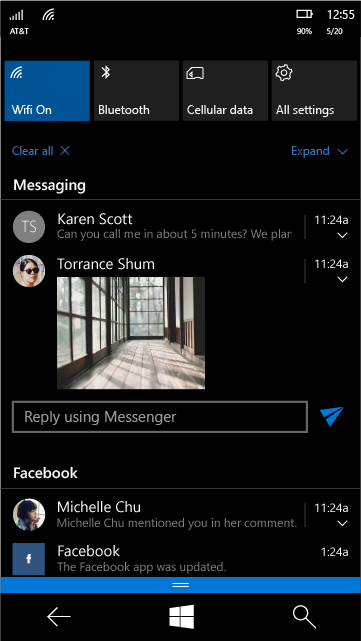 12:55
AT&T
90%
5/20
Wifi On
Bluetooth
Cellular data
All settings
Clear all
Expand
Messaging
TS
Karen Scott
11:24a
Can you call me in about 5 minutes? We plan
Torrance Shum
11:24a
Reply using Messenger
Facebook
Michelle Chu
11:24a
Michelle Chu mentioned you in her comment.
f
Facebook
1:24a
The Facebook app was updated.